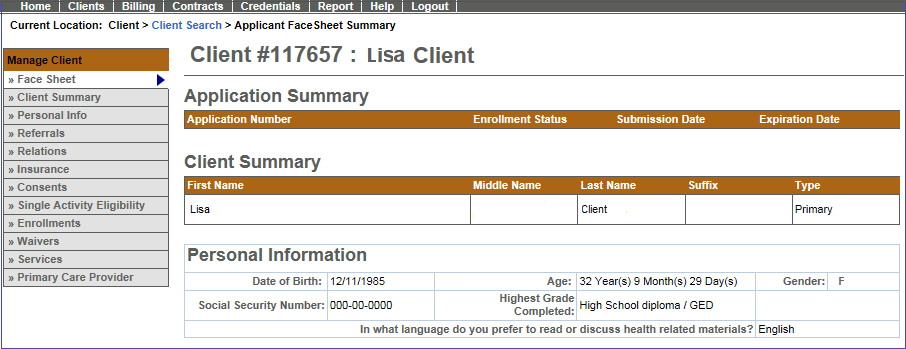 Home | Clients | Billing | Contracts | Credentials | Report | Help | Logout |
Current Location: Client > Client Search > Applicant FaceSheet Summary
Manage Client
» Face Sheet
» Client Summary
» Personal Info
» Referrals
» Relations
» Insurance
» Consents
» Single Activity Eligibility
» Enrollments
» Waivers
» Services
» Primary Care Provider
Client #117657 : Lisa Client
Application Summary
Application Number Enrollment Status Submission Date Expiration Date
Client Summary
First Name Middle Name Last Name Suffix Type
Lisa Client Primary
Personal Information
Date of Birth: 12/11/1985 Age: 32 Year(s) 9 Month(s) 29 Day(s) Gender: F
Social Security Number: 000-00-0000 Highest Grade Completed: High School diploma / GED
In what language do you prefer to read or discuss health related materials? English